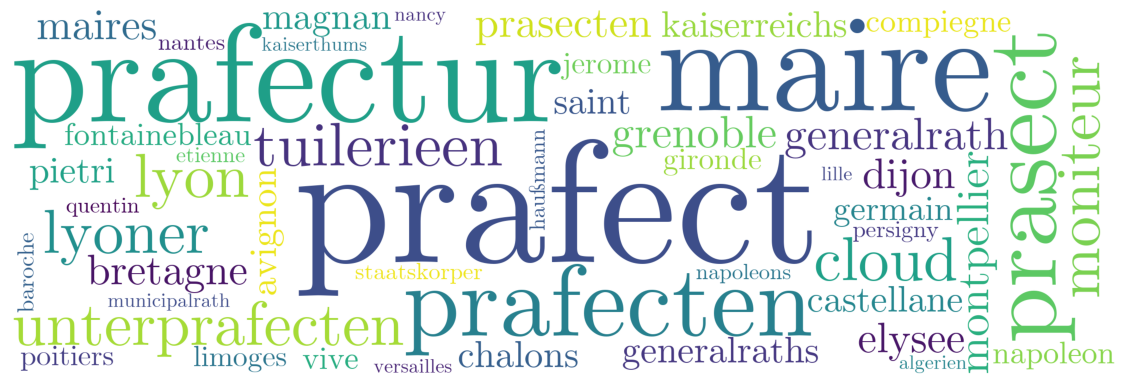 maires
magnan
nancy
prasecten
kaiserreichs
compiegne
nantes
kaiserthums
prafectur
jerome
maire
prasect
moniteur
saint
fontainebleau
tuilerieen
haußmann
grenoble
generalrath
etienne
gironde
pietri
lyon
avignon
prafect
lille
dijon
montpellier
quentin
germain
persigny
lyoner
baroche
bretagne
staatskorper
napoleons
cloud
municipalrath
prafecten
castellane
unterprafecten
elysee
poitiers
limoges
vive
versailles
chalons
generalraths
algerien
napoleon